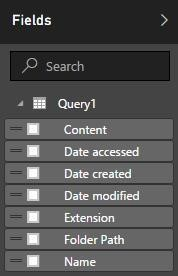 Fields
Search
Query1
Content
Date accessed
Date created
Date modified
Extension
Folder Path
Name